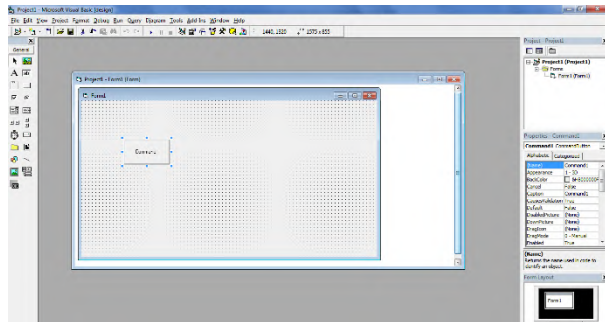 Project1 - Microsoft Visual Basic [design]
File Edit View Project Format Debug Run Query Diagram Tools Add-Ins Window Help
1440, 1320
1575 x 855
General
Project1 - Form1 (Form)
Form1
Command
Project - Project1
Project1 (Project1)
Forms
Form1 (Form1)
Properties - Command1
Command1 CommandButton
Alphabetic Categorized
(Name) Command1
Appearance 1 - 3D
BackColor
Cancel False
Caption Command1
CausesValidation True
Default False
DisabledPicture (None)
DownPicture (None)
DragIcon (None)
DragMode 0 - Manual
Enabled True
(Name)
Returns the name used in code to
identify an object.
Form Layout
Form1